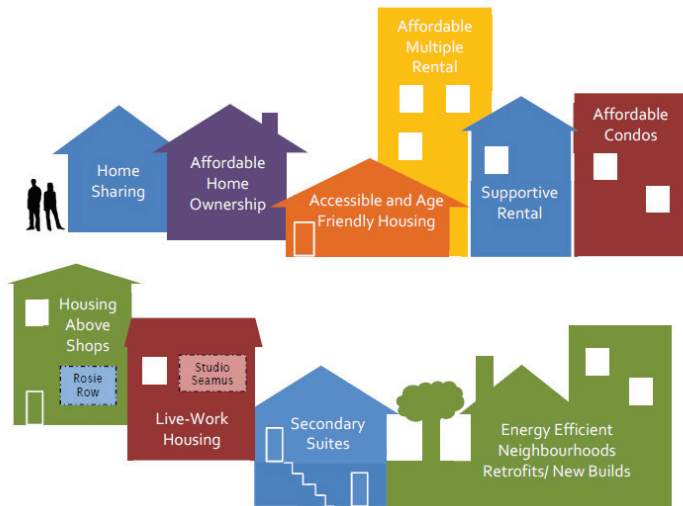 Home
Sharing
Affordable
Home
Ownership
Accessible and Age
Friendly Housing
Affordable
Multiple
Rental
Supportive
Rental
Affordable
Condos
Housing
Above
Shops
Rosie
Row
Studio
Seamus
Live-Work
Housing
Secondary
Suites
Energy Efficient
Neighbourhoods
Retrofits/ New Builds